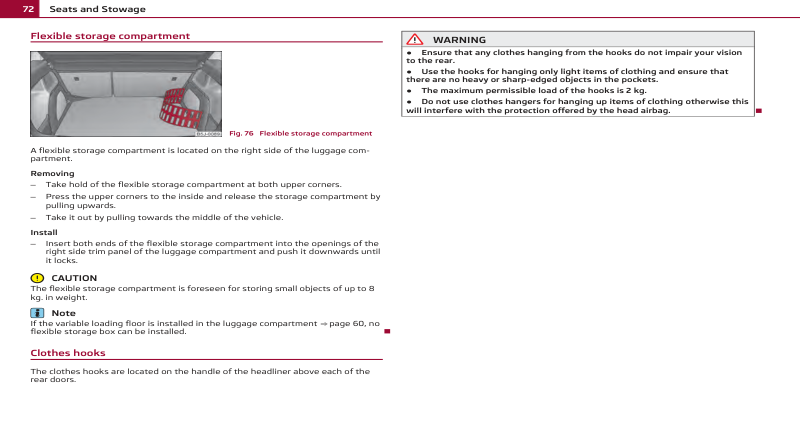 72 Seats and Stowage
Flexible storage compartment
Fig. 76 Flexible storage compartment
A flexible storage compartment is located on the right side of the luggage com-
partment.
Removing
– Take hold of the flexible storage compartment at both upper corners.
– Press the upper corners to the inside and release the storage compartment by
pulling upwards.
– Take it out by pulling towards the middle of the vehicle.
Install
– Insert both ends of the flexible storage compartment into the openings of the
right side trim panel of the luggage compartment and push it downwards until
it locks.
CAUTION
The flexible storage compartment is foreseen for storing small objects of up to 8
kg. in weight.
Note
If the variable loading floor is installed in the luggage compartment ⇒ page 60, no
flexible storage box can be installed.
Clothes hooks
The clothes hooks are located on the handle of the headliner above each of the
rear doors.
WARNING
● Ensure that any clothes hanging from the hooks do not impair your vision
to the rear.
● Use the hooks for hanging only light items of clothing and ensure that
there are no heavy or sharp-edged objects in the pockets.
● The maximum permissible load of the hooks is 2 kg.
● Do not use clothes hangers for hanging up items of clothing otherwise this
will interfere with the protection offered by the head airbag.